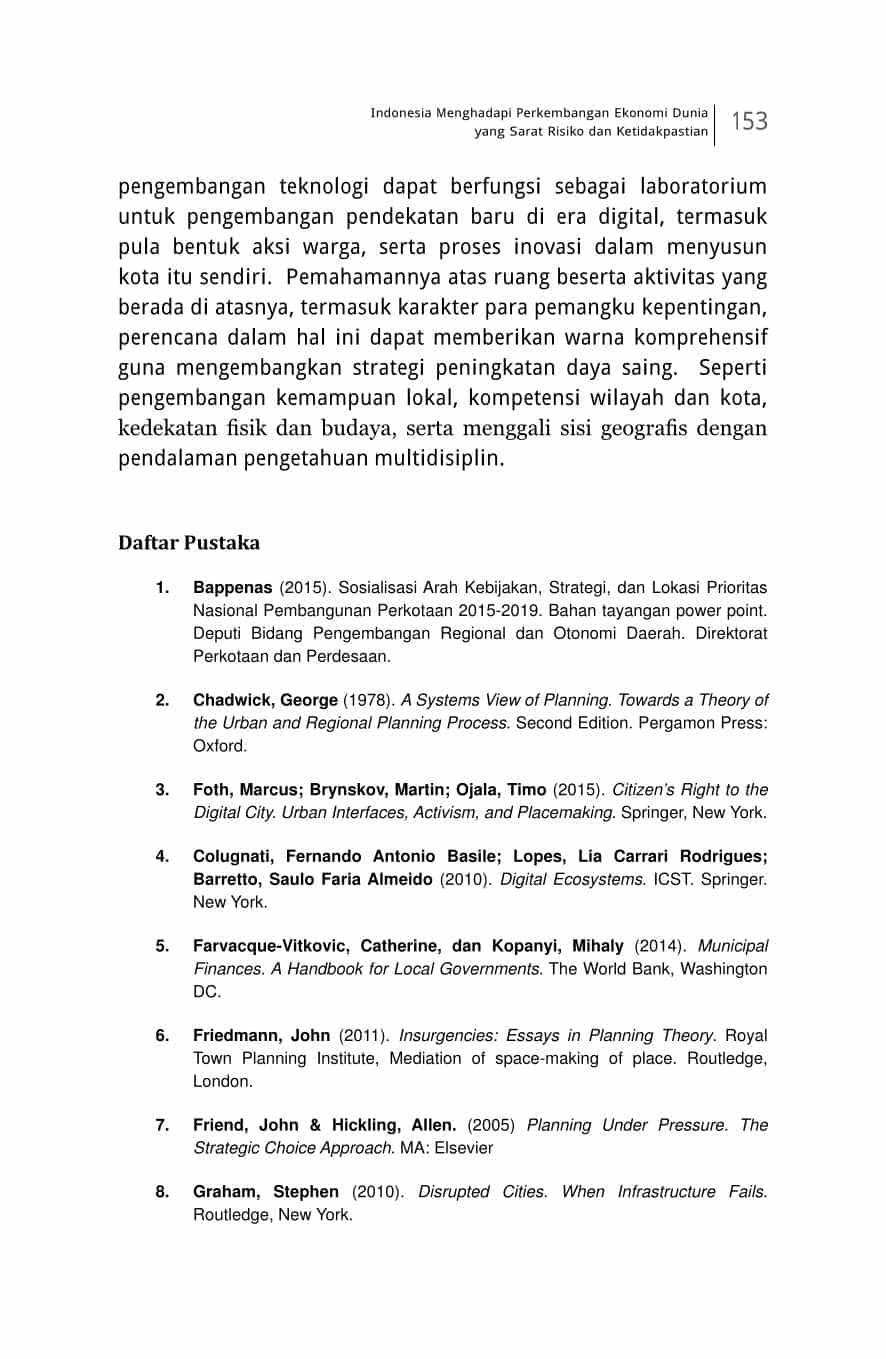 Indonesia Menghadapi Perkembangan Ekonomi Dunia
yang Sarat Risiko dan Ketidakpastian
153
pengembangan teknologi dapat berfungsi sebagai laboratorium
untuk pengembangan pendekatan baru di era digital, termasuk
pula bentuk aksi warga, serta proses inovasi dalam menyusun
kota itu sendiri. Pemahamannya atas ruang beserta aktivitas yang
berada di atasnya, termasuk karakter para pemangku kepentingan,
perencana dalam hal ini dapat memberikan warna komprehensif
guna mengembangkan strategi peningkatan daya saing. Seperti
pengembangan kemampuan lokal, kompetensi wilayah dan kota,
kedekatan fisik dan budaya, serta menggali sisi geografis dengan
pendalaman pengetahuan multidisiplin.
Daftar Pustaka
1. Bappenas (2015). Sosialisasi Arah Kebijakan, Strategi, dan Lokasi Prioritas
Nasional Pembangunan Perkotaan 2015-2019. Bahan tayangan power point.
Deputi Bidang Pengembangan Regional dan Otonomi Daerah. Direktorat
Perkotaan dan Perdesaan.
2. Chadwick, George (1978). A Systems View of Planning. Towards a Theory of
the Urban and Regional Planning Process. Second Edition. Pergamon Press:
Oxford.
3. Foth, Marcus; Brynskov, Martin; Ojala, Timo (2015). Citizen's Right to the
Digital City. Urban Interfaces, Activism, and Placemaking. Springer, New York.
4. Colugnati, Fernando Antonio Basile; Lopes, Lia Carrari Rodrigues;
Barretto, Saulo Faria Almeido (2010). Digital Ecosystems. ICST. Springer.
New York.
5. Farvacque-Vitkovic, Catherine, dan Kopanyi, Mihaly (2014). Municipal
Finances. A Handbook for Local Governments. The World Bank, Washington
DC.
6. Friedmann, John (2011). Insurgencies: Essays in Planning Theory. Royal
Town Planning Institute, Mediation of space-making of place. Routledge,
London.
7. Friend, John & Hickling, Allen. (2005) Planning Under Pressure. The
Strategic Choice Approach. MA: Elsevier
8. Graham, Stephen (2010). Disrupted Cities. When Infrastructure Fails.
Routledge, New York.